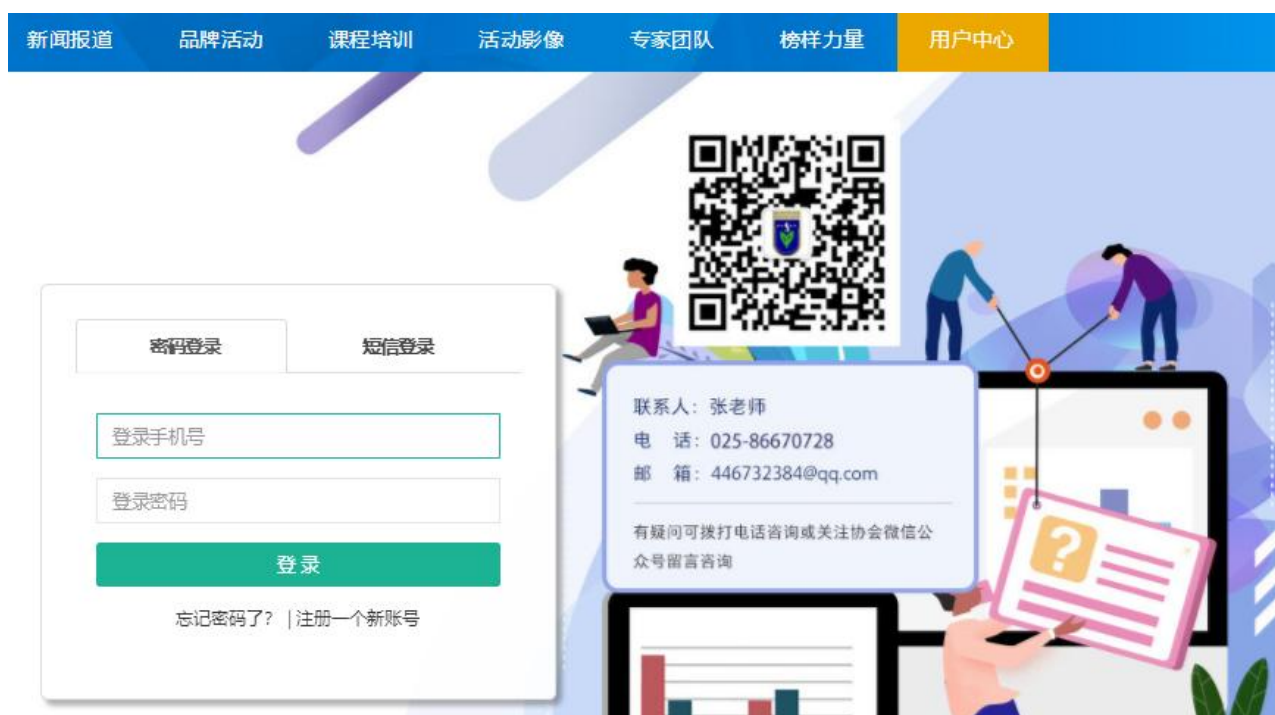 新闻报道 品牌活动 课程培训 活动影像 专家团队 榜样力量 用户中心
密码登录 短信登录
登录手机号
登录密码
登录
忘记密码了？ |注册一个新账号
联系人：张老师
电 话：025-86670728
邮 箱：446732384@qq.com
有疑问可拨打电话咨询或关注协会微信公
众号留言咨询
?